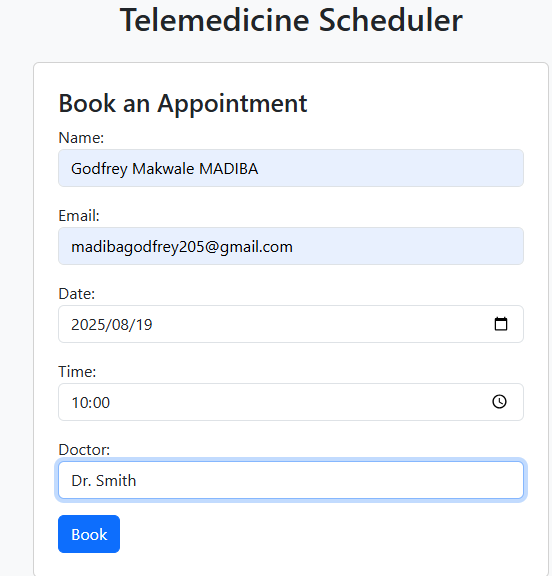 Telemedicine Scheduler
Book an Appointment
Name:
Godfrey Makwale MADIBA
Email:
madibagodfrey205@gmail.com
Date:
2025/08/19
Time:
10:00
Doctor:
Dr. Smith
Book